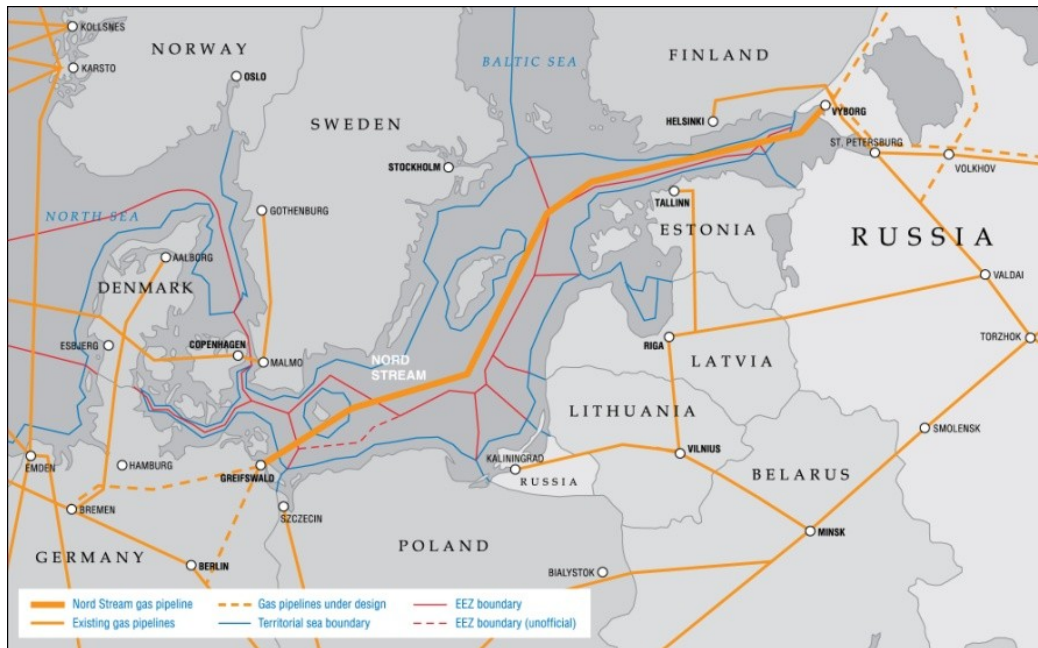 KOLLSNES
NORWAY
KARSTO
OSLO
BALTIC SEA
FINLAND
HELSINKI
VYBORG
SWEDEN
ST. PETERSBURG
VOLKHOV
STOCKHOLM
NORTH SEA
GOTHENBURG
TALLINN
ESTONIA
RUSSIA
AALBORG
DENMARK
VALDAI
ESBJERG
COPENHAGEN
MALMO
NORD
STREAM
RIGA
LATVIA
TORZHOK
LITHUANIA
SMOLENSK
EMDEN
HAMBURG
GREIFSWALD
KALININGRAD
RUSSIA
VILNIUS
BELARUS
BREMEN
SZCZECIN
MINSK
GERMANY
BERLIN
POLAND
BIALYSTOK
Nord Stream gas pipeline
Gas pipelines under design
EEZ boundary
Existing gas pipelines
Territorial sea boundary
EEZ boundary (unofficial)